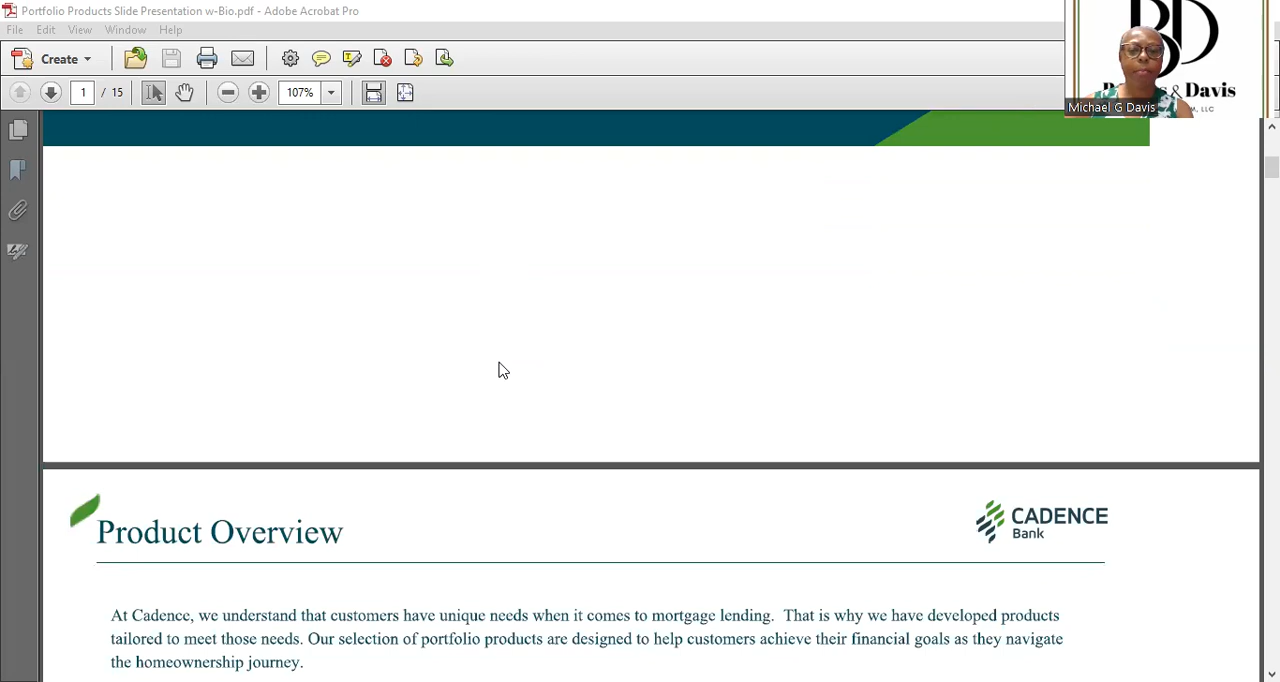 Portfolio Products Slide Presentation w-Bio.pdf - Adobe Acrobat Pro
File Edit View Window Help
Create
1 / 15 107%
& Davis
, LLC
Michael G Davis
Product Overview
CADENCE
Bank
At Cadence, we understand that customers have unique needs when it comes to mortgage lending. That is why we have developed products
tailored to meet those needs. Our selection of portfolio products are designed to help customers achieve their financial goals as they navigate
the homeownership journey.